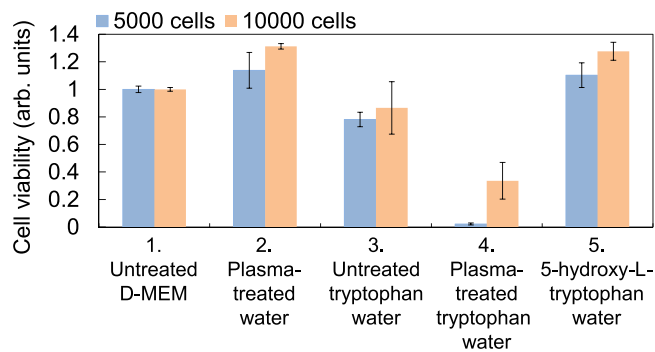 5000 cells 10000 cells
Cell viability (arb. units)
1.4
1.2
1
0.8
0.6
0.4
0.2
0
1. 2. 3. 4. 5.
Untreated Plasma- Untreated Plasma- 5-hydroxy-L-
D-MEM treated tryptophan treated tryptophan
water water tryptophan water
water